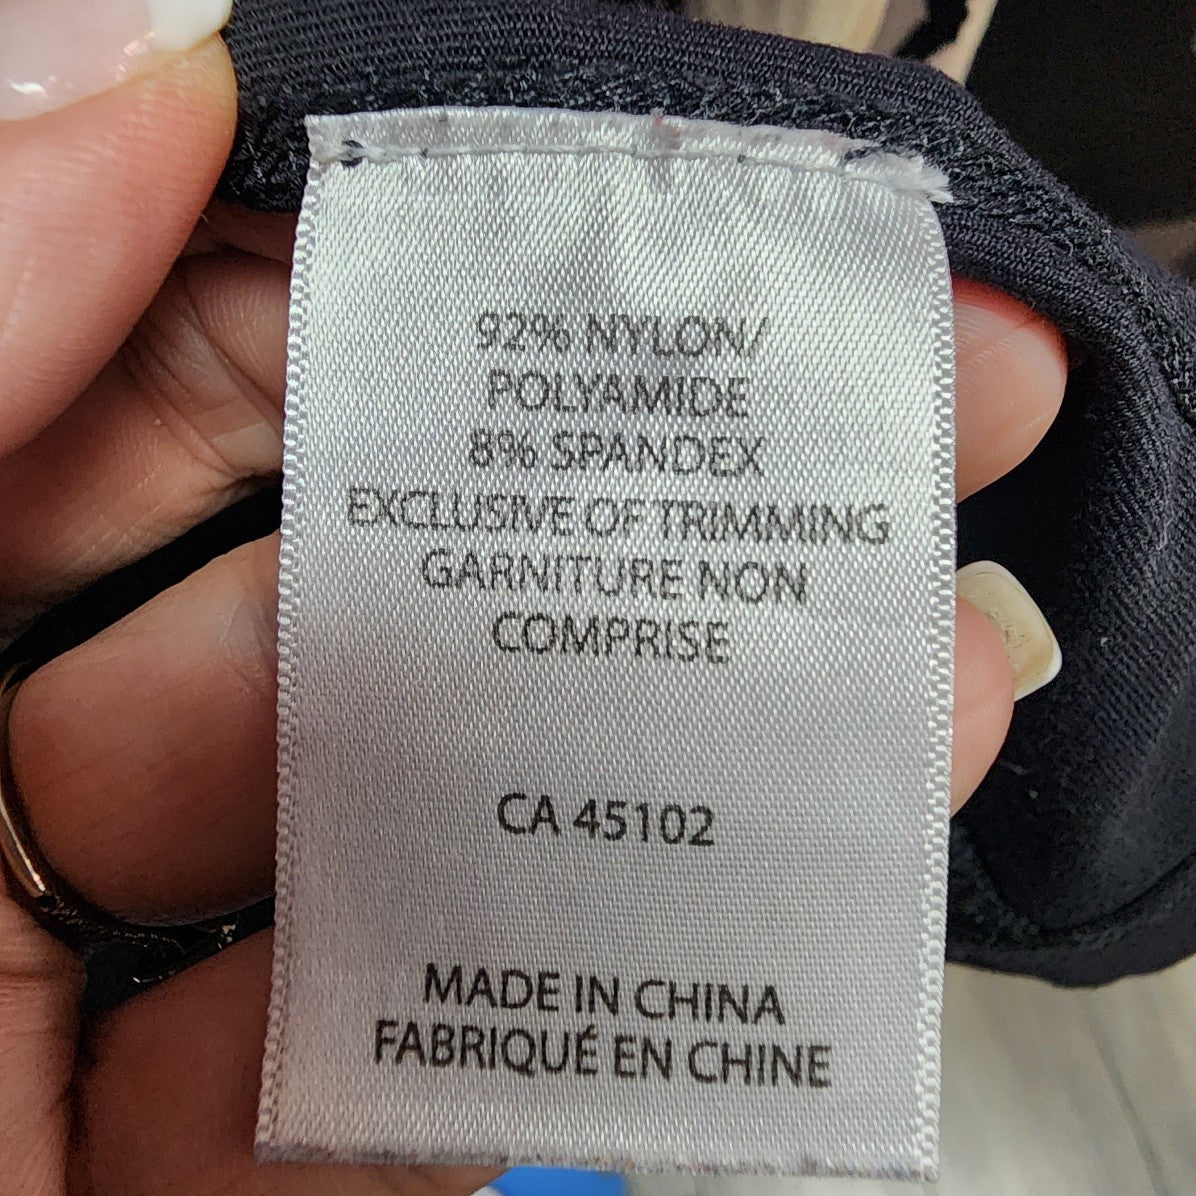 92% NYLON/
POLYAMIDE
8% SPANDEX
EXCLUSIVE OF TRIMMING
GARNITURE NON
COMPRISE
CA 45102
MADE IN CHINA
FABRIQUÉ EN CHINE